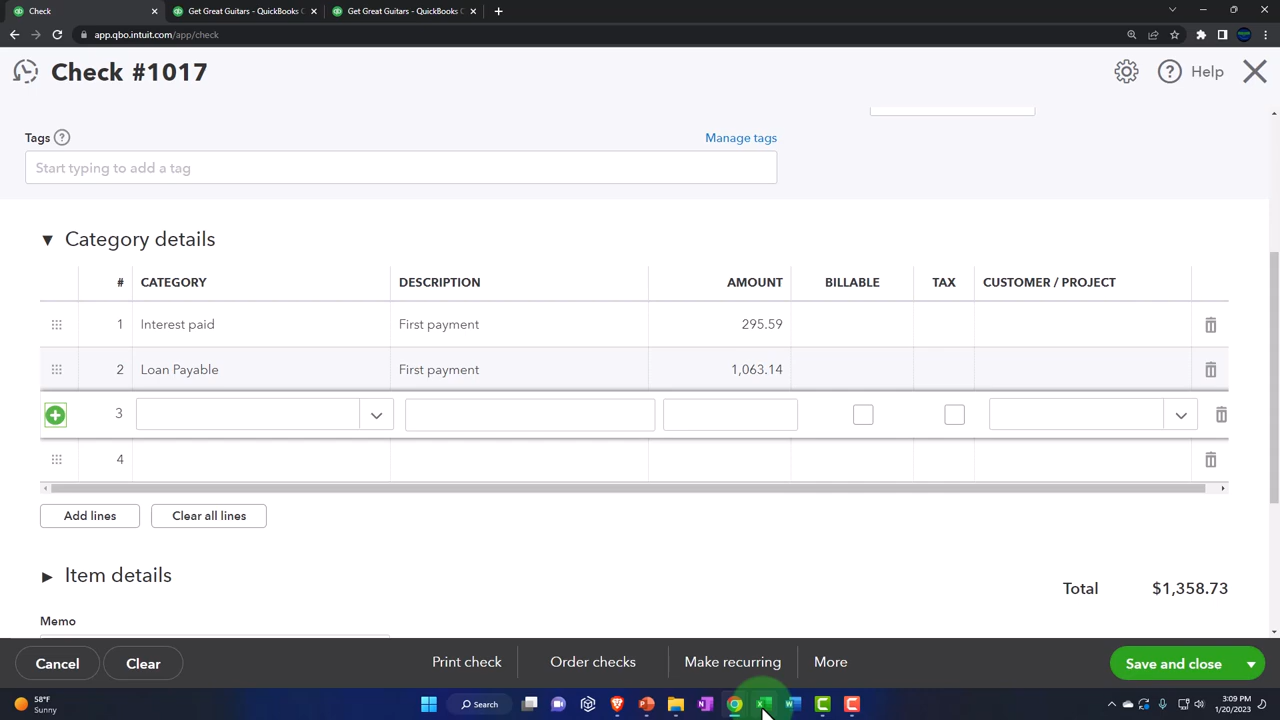 Check
Get Great Guitars - QuickBooks C
Get Great Guitars - QuickBooks C
app.qbo.intuit.com/app/check
Check #1017
Help
Tags
Manage tags
Start typing to add a tag
Category details
# CATEGORY DESCRIPTION AMOUNT BILLABLE TAX CUSTOMER / PROJECT
1 Interest paid First payment 295.59
2 Loan Payable First payment 1,063.14
3
4
Add lines Clear all lines
Item details
Total $1,358.73
Memo
Cancel Clear Print check Order checks Make recurring More Save and close
58°F
Sunny
Search
3:09 PM
1/20/2023